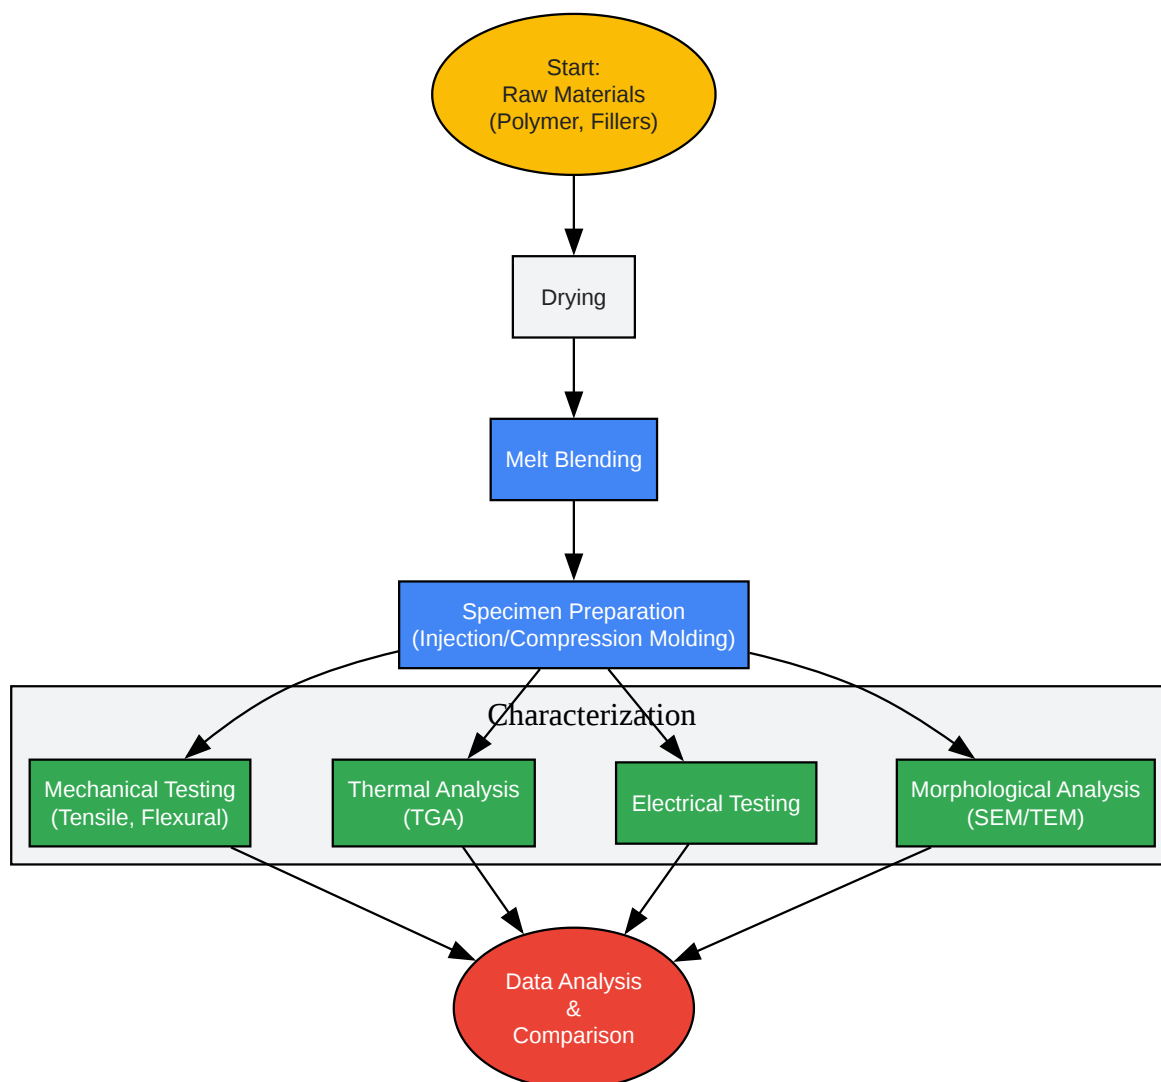 Start:
Raw Materials
(Polymer, Fillers)
Drying
Melt Blending
Specimen Preparation
(Injection/Compression Molding)
Characterization
Mechanical Testing
(Tensile, Flexural)
Thermal Analysis
(TGA)
Electrical Testing
Morphological Analysis
(SEM/TEM)
Data Analysis
&
Comparison